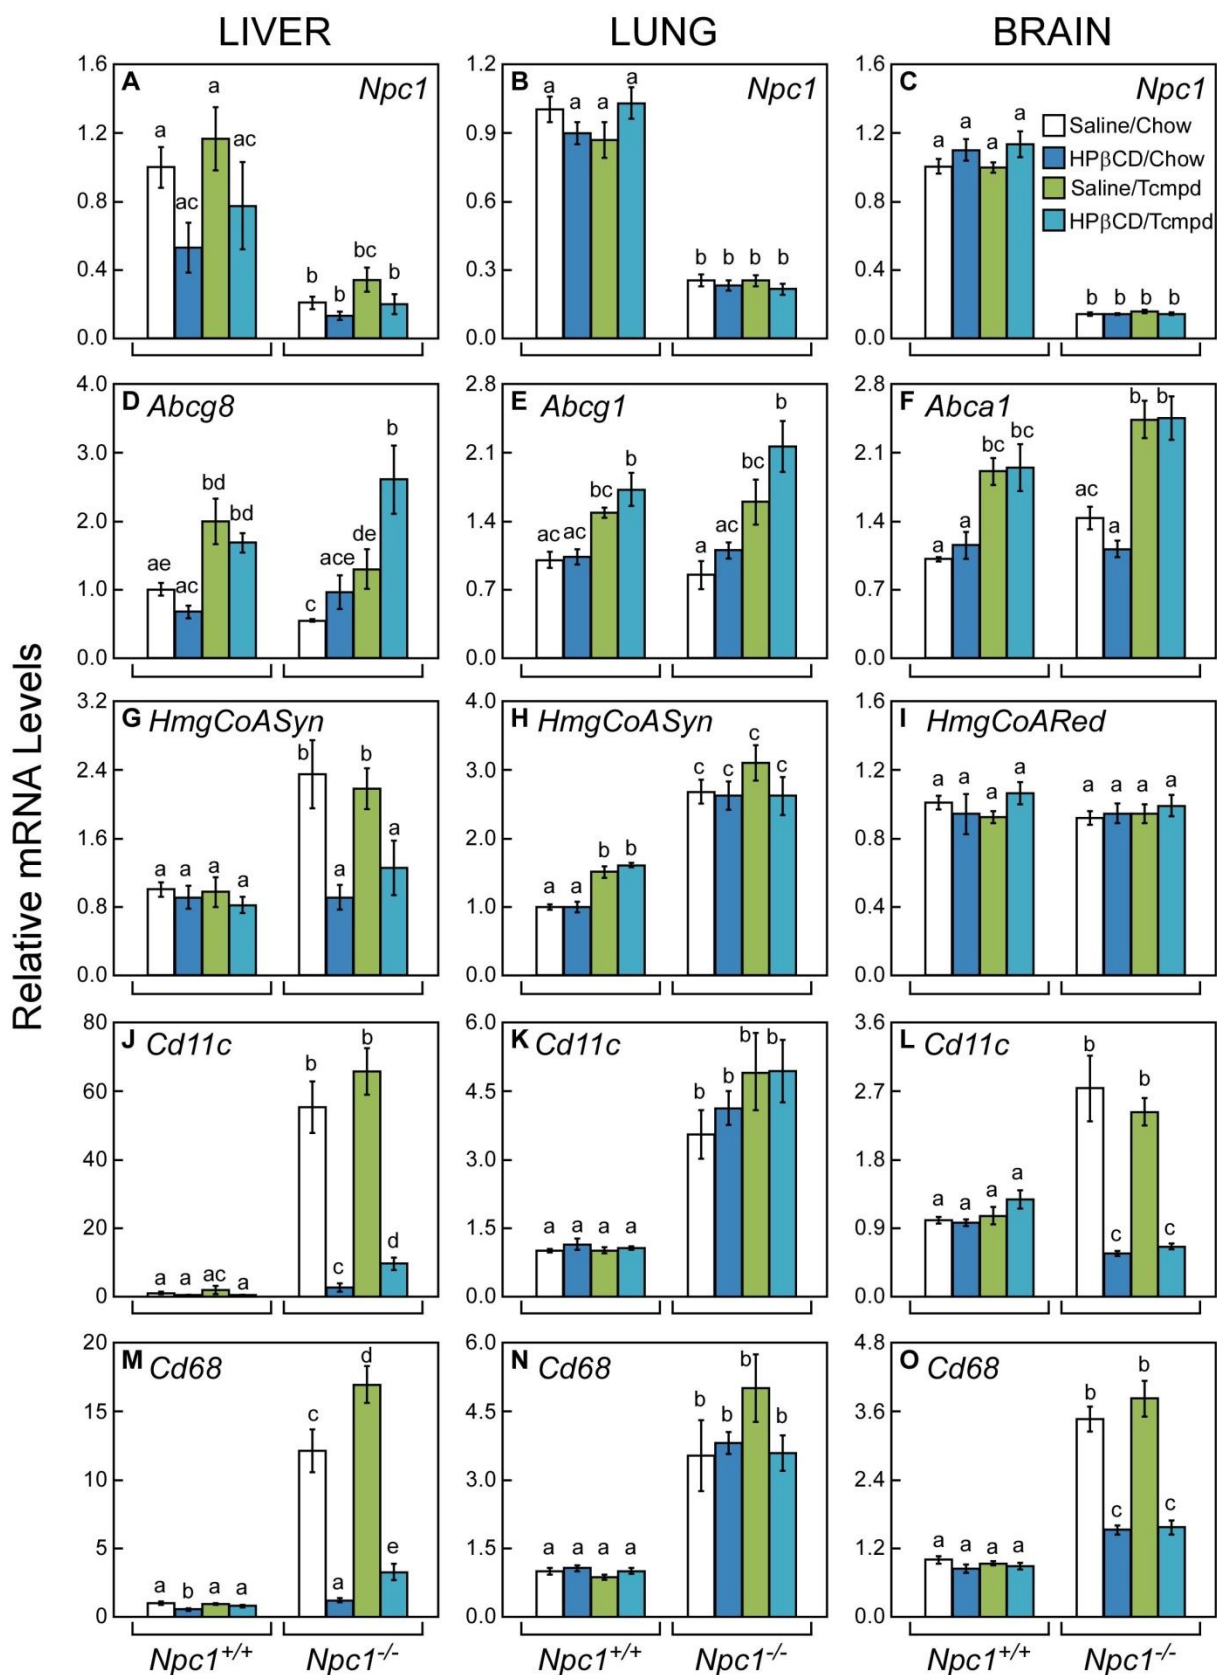 LIVER LUNG BRAIN
Relative mRNA Levels
A Npc1
1.6
1.2
0.8
0.4
0.0
a ac a ac b b bc b
B Npc1
1.2
0.9
0.6
0.3
0.0
a a a a b b b b
C Npc1
1.6
1.2
0.8
0.4
0.0
a a a a b b b b
Saline/Chow
HPβCD/Chow
Saline/Tcmpd
HPβCD/Tcmpd
D Abcg8
4.0
3.0
2.0
1.0
0.0
ae ac bd bd c ace de b
E Abcg1
2.8
2.1
1.4
0.7
0.0
ac ac bc b a ac bc b
F Abca1
2.8
2.1
1.4
0.7
0.0
a a bc bc ac a b b
G HmgCoASyn
3.2
2.4
1.6
0.8
0.0
a a a a b a b a
H HmgCoASyn
4.0
3.0
2.0
1.0
0.0
a a b b c c c c
I HmgCoARed
1.6
1.2
0.8
0.4
0.0
a a a a a a a a
J Cd11c
80
60
40
20
0
a a ac a b c b d
K Cd11c
6.0
4.5
3.0
1.5
0.0
a a a a b b b b
L Cd11c
3.6
2.7
1.8
0.9
0.0
a a a a b c b c
M Cd68
20
15
10
5
0
a b a a c a d e
N Cd68
6.0
4.5
3.0
1.5
0.0
a a a a b b b b
O Cd68
4.8
3.6
2.4
1.2
0.0
a a a a b c b c
Npc1+/+ Npc1-/- Npc1+/+ Npc1-/- Npc1+/+ Npc1-/-